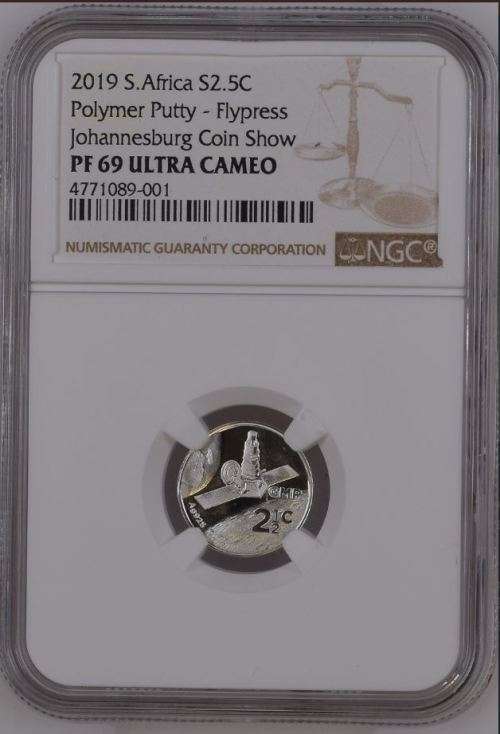 2019 S.Africa S2.5C
Polymer Putty - Flypress
Johannesburg Coin Show
PF 69 ULTRA CAMEO
4771089-001
NUMISMATIC GUARANTY CORPORATION
NGC®
Ag925
2½C